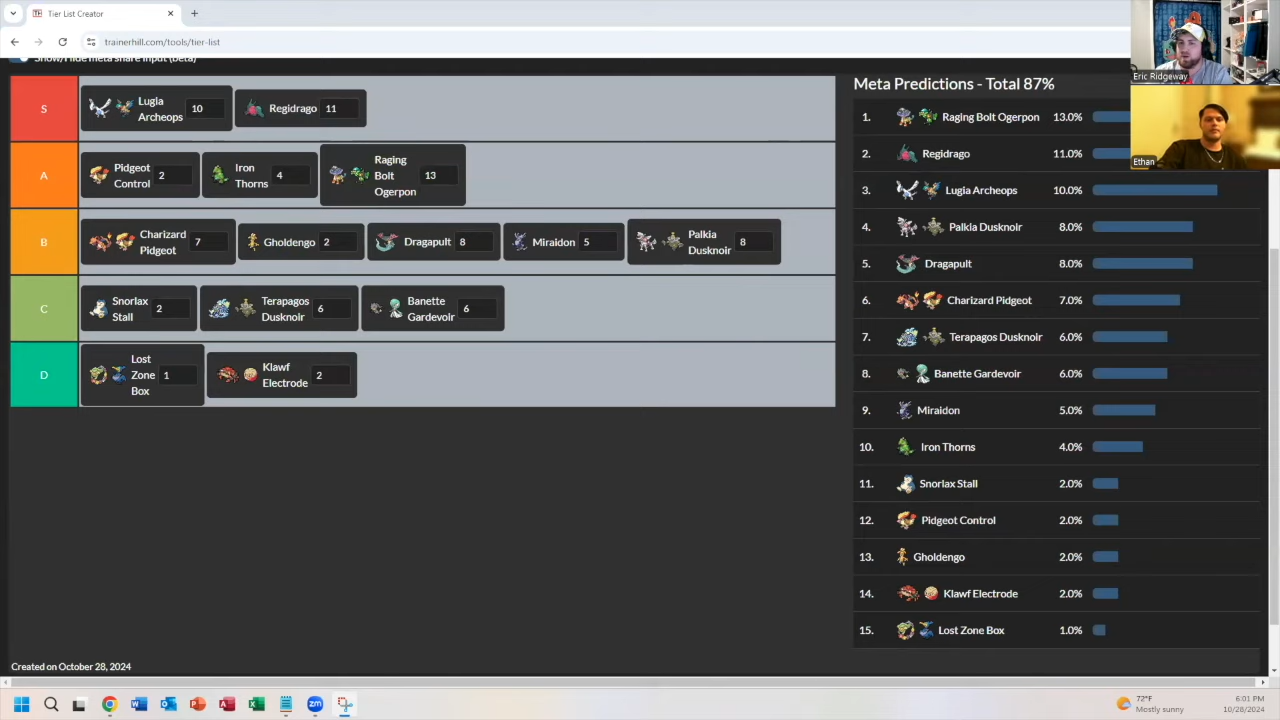 Tier List Creator
trainerhill.com/tools/tier-list
Show/Hide meta share input (beta)
S
Lugia Archeops 10
Regidrago 11
A
Pidgeot Control 2
Iron Thorns 4
Raging Bolt Ogerpon 13
B
Charizard Pidgeot 7
Gholdengo 2
Dragapult 8
Miraidon 5
Palkia Dusknoir 8
C
Snorlax Stall 2
Terapagos Dusknoir 6
Banette Gardevoir 6
D
Lost Zone Box 1
Klawf Electrode 2
Created on October 28, 2024
Meta Predictions - Total 87%
1. Raging Bolt Ogerpon 13.0%
2. Regidrago 11.0%
3. Lugia Archeops 10.0%
4. Palkia Dusknoir 8.0%
5. Dragapult 8.0%
6. Charizard Pidgeot 7.0%
7. Terapagos Dusknoir 6.0%
8. Banette Gardevoir 6.0%
9. Miraidon 5.0%
10. Iron Thorns 4.0%
11. Snorlax Stall 2.0%
12. Pidgeot Control 2.0%
13. Gholdengo 2.0%
14. Klawf Electrode 2.0%
15. Lost Zone Box 1.0%
Eric Ridgeway
Ethan
72°F
Mostly sunny
6:01 PM
10/28/2024